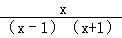 x
(x-1) (x+1)